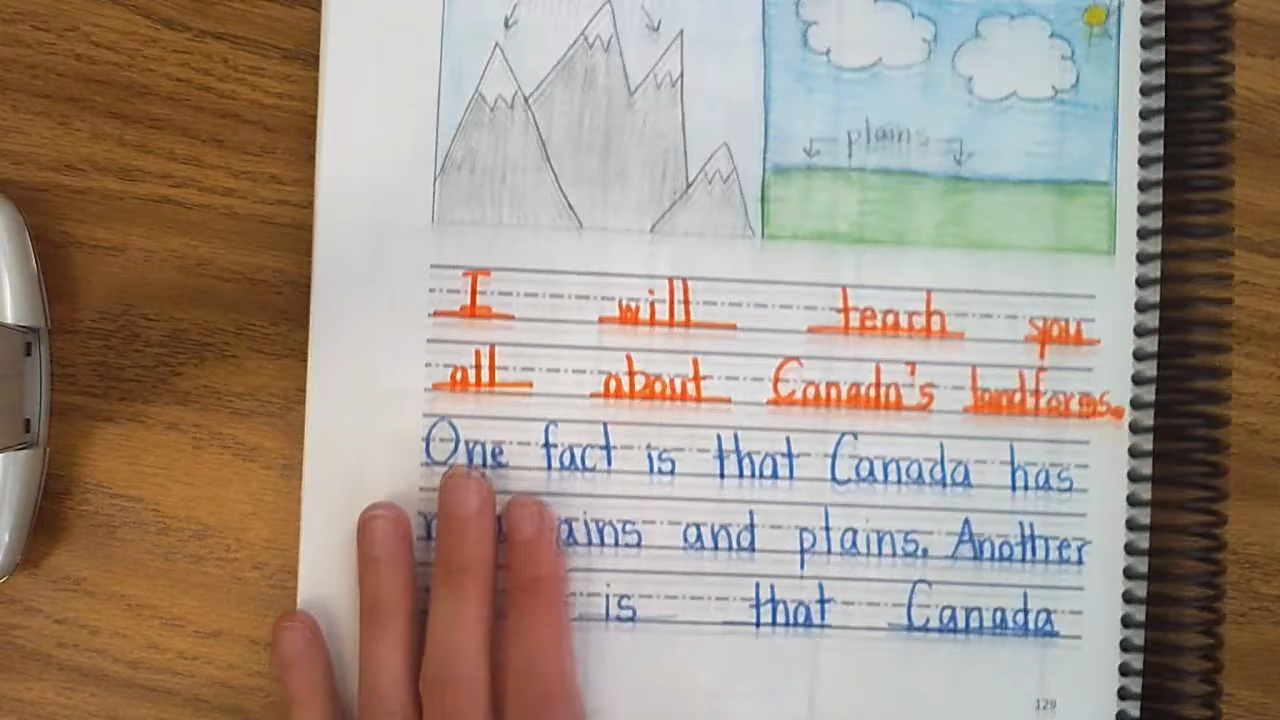 plains
I will teach you
all about Canada's landforms.
One fact is that Canada has
and plains. Another
is that Canada
129